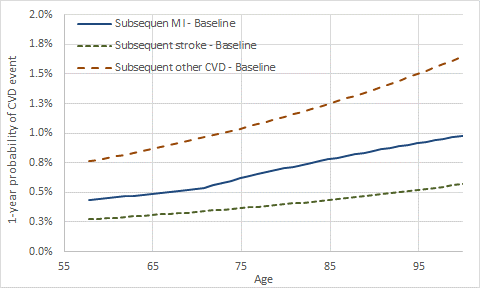 2.0%
1.8%
1.5%
1.3%
1.0%
0.8%
0.5%
0.3%
0.0%
1-year probability of CVD event
Subsequen MI - Baseline
Subsequent stroke - Baseline
Subsequent other CVD - Baseline
55
65
75
85
95
Age